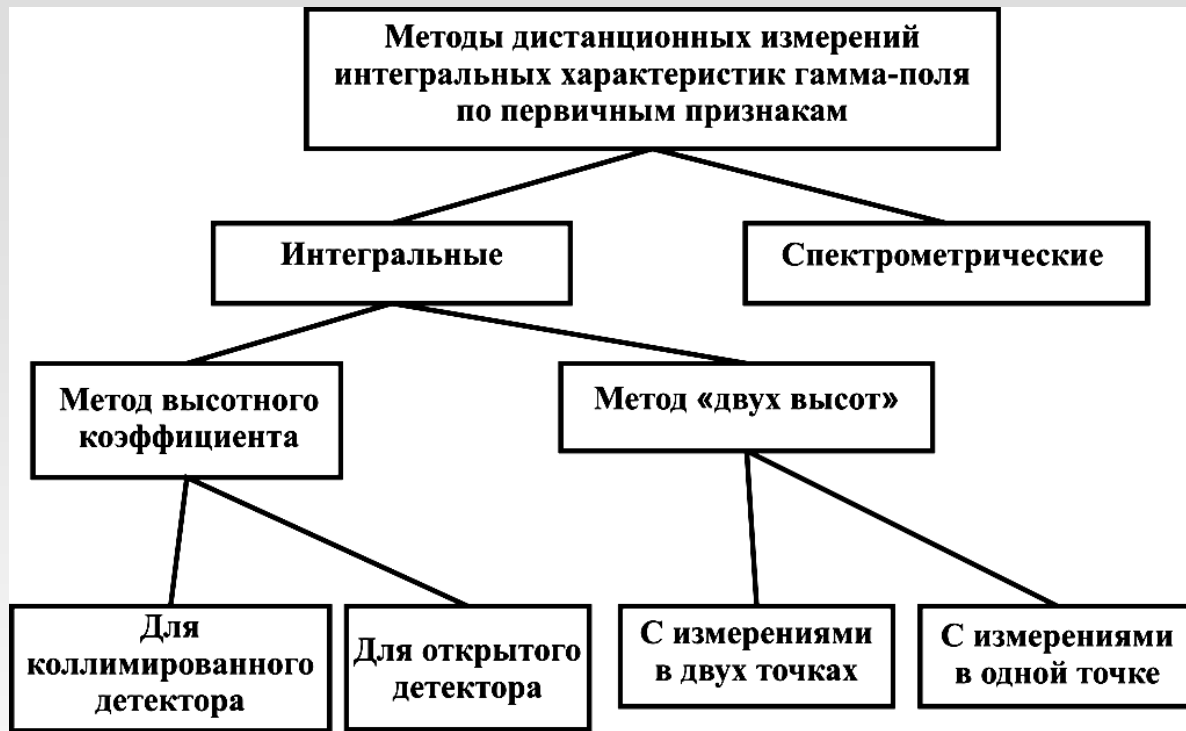 Методы дистанционных измерений
интегральных характеристик гамма-поля
по первичным признакам
Интегральные
Спектрометрические
Метод высотного
коэффициента
Метод «двух высот»
Для
коллимированного
детектора
Для открытого
детектора
С измерениями
в двух точках
С измерениями
в одной точке